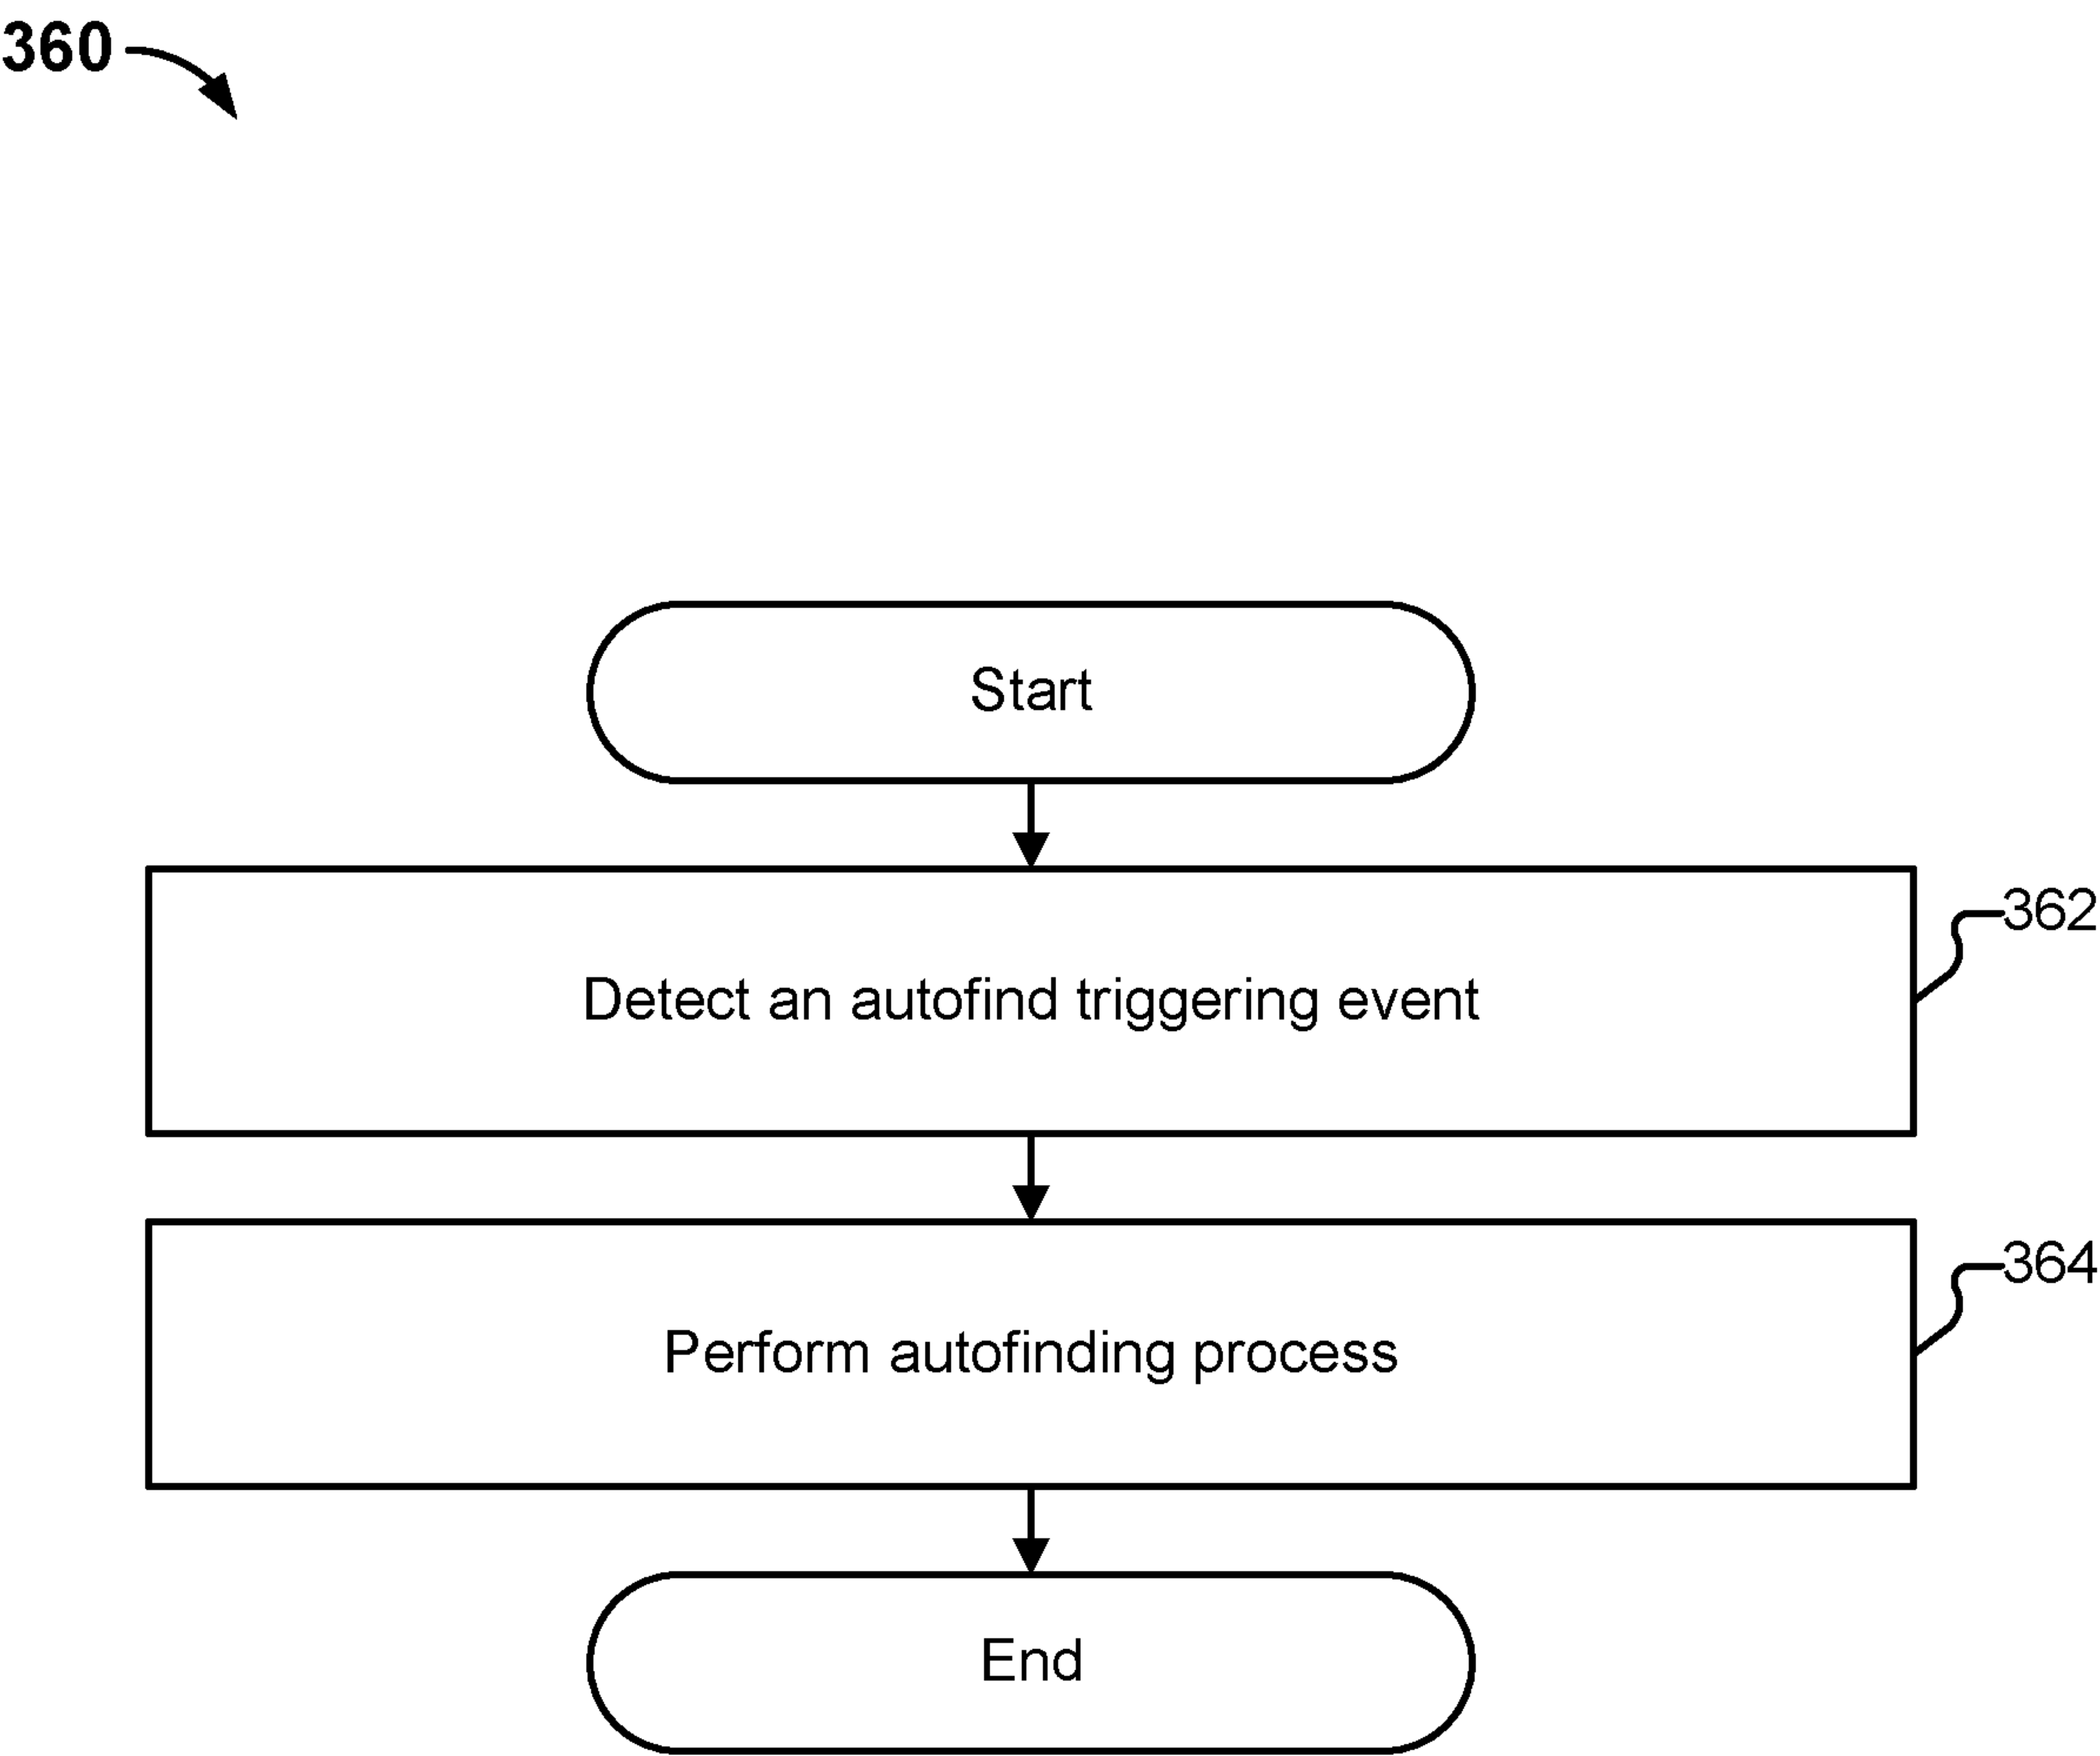 360
Start
Detect an autofind triggering event
362
Perform autofinding process
364
End